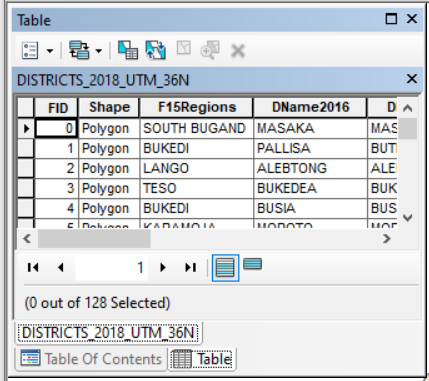 Table
DISTRICTS_2018_UTM_36N
FID Shape F15Regions DName2016
0 Polygon SOUTH BUGAND MASAKA MAS
1 Polygon BUKEDI PALLISA BUT
2 Polygon LANGO ALEBTONG ALE
3 Polygon TESO BUKEDEA BUK
4 Polygon BUKEDI BUSIA BUS
5 Polygon KARAMOJA MOROTO
1
(0 out of 128 Selected)
DISTRICTS_2018_UTM_36N
Table Of Contents Table